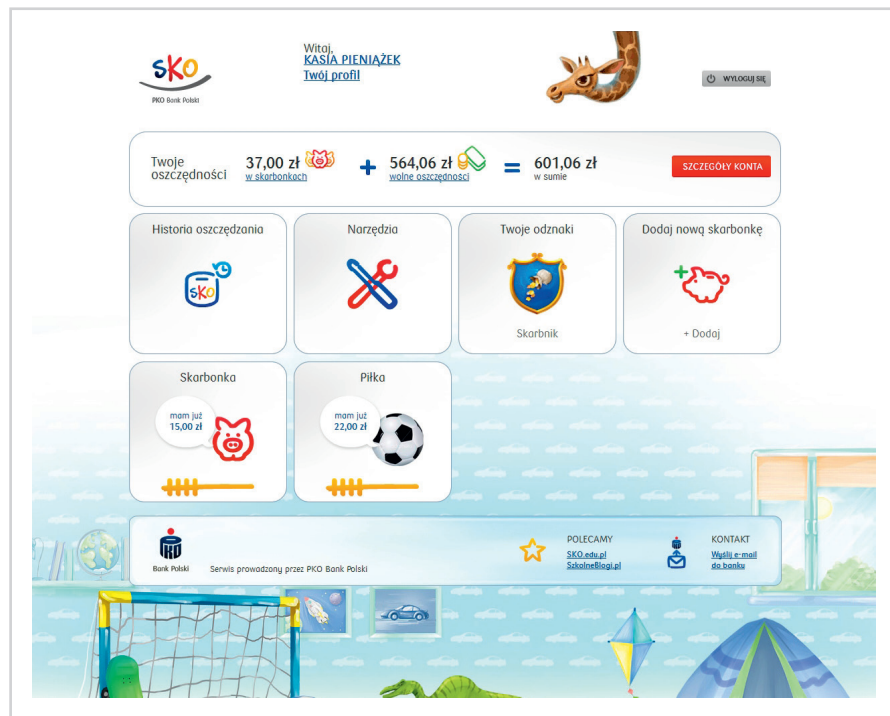 Witaj,
KASIA PIENIĄŻEK
Twój profil
SKO
PKO Bank Polski
WYLOGUJ SIĘ
Twoje
oszczędności
37,00 zł
w skarbonkach
+
564,06 zł
wolne oszczędności
=
601,06 zł
w sumie
SZCZEGÓŁY KONTA
Historia oszczędzania
SKO
Narzędzia
Twoje odznaki
Skarbnik
Dodaj nową skarbonkę
+ Dodaj
Skarbonka
mam już
15,00 zł
Piłka
mam już
22,00 zł
PKO
Bank Polski
Serwis prowadzony przez PKO Bank Polski
POLECAMY
SKO.edu.pl
SzkolneBlogi.pl
KONTAKT
Wyślij e-mail
do banku